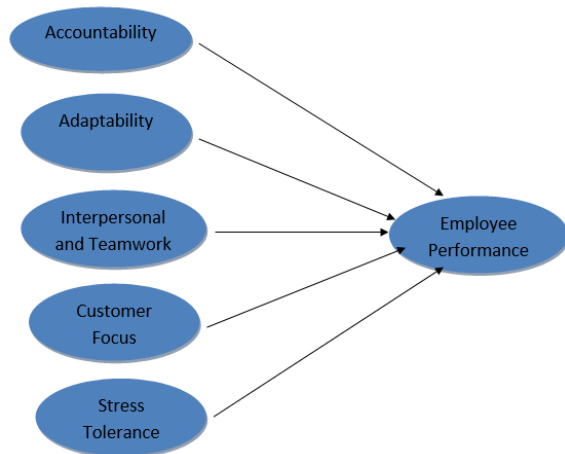 Accountability
Adaptability
Interpersonal
and Teamwork
Employee
Performance
Customer
Focus
Stress
Tolerance